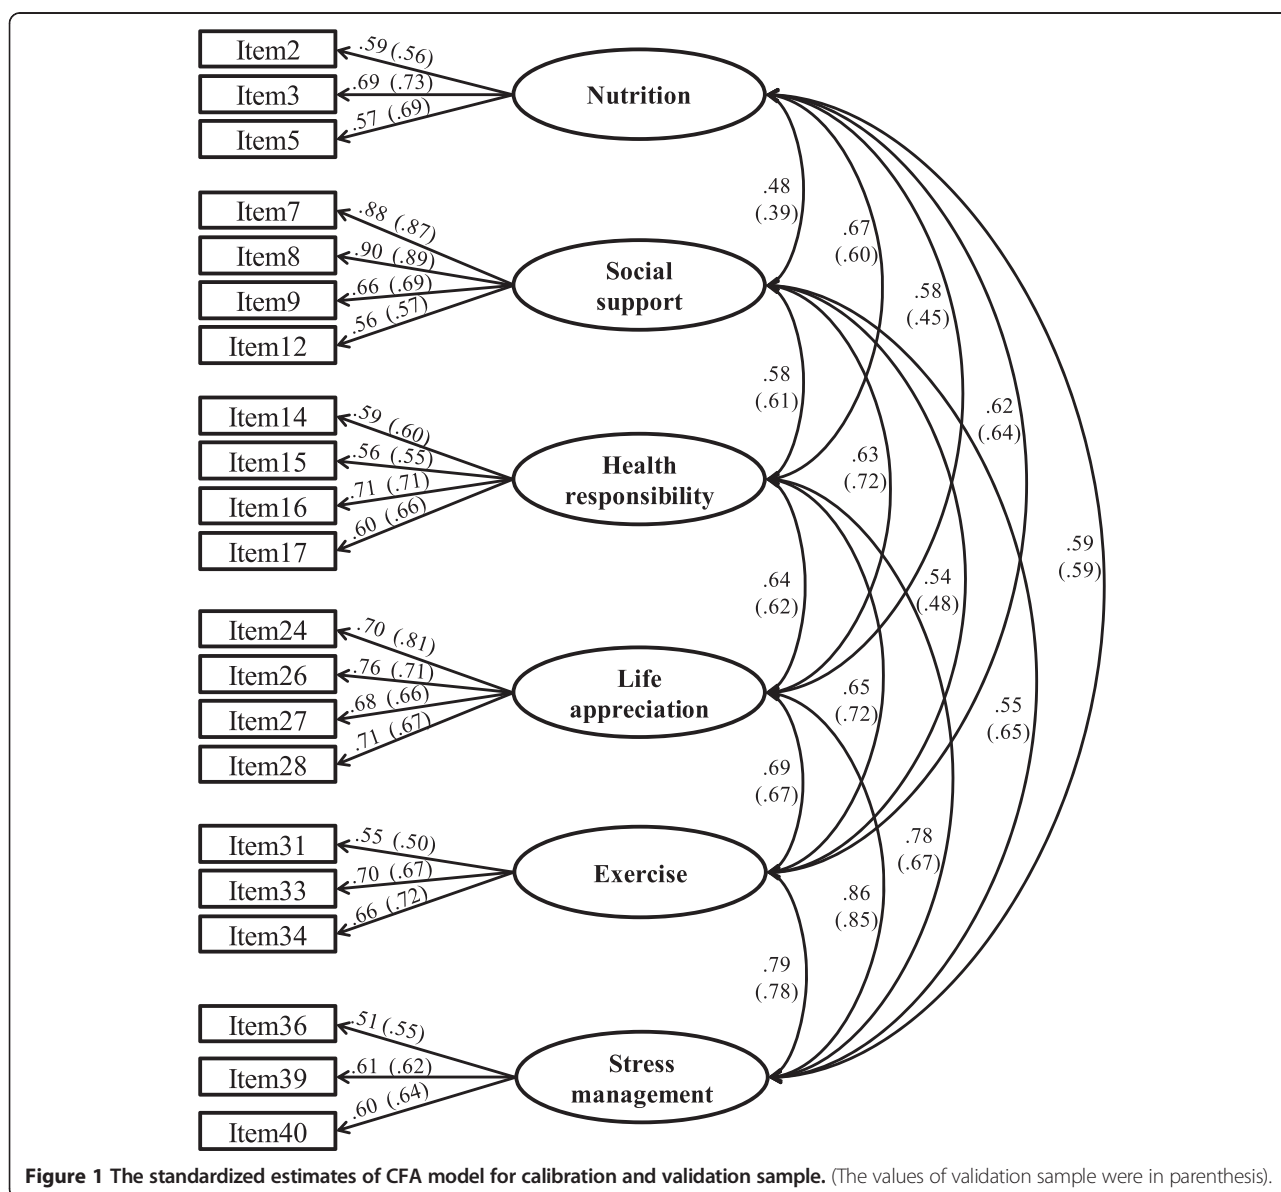 Item2
.59 (.56)
Item3
.69 (.73)
Item5
.57 (.69)
Nutrition
Item7
.88 (.87)
Item8
.90 (.89)
Item9
.66 (.69)
Item12
.56 (.57)
Social
support
Item14
.59 (.60)
Item15
.56 (.55)
Item16
.71 (.71)
Item17
.60 (.66)
Health
responsibility
Item24
.70 (.81)
Item26
.76 (.71)
Item27
.68 (.66)
Item28
.71 (.67)
Life
appreciation
Item31
.55 (.50)
Item33
.70 (.67)
Item34
.66 (.72)
Exercise
Item36
.51 (.55)
Item39
.61 (.62)
Item40
.60 (.64)
Stress
management
.48
(.39)
.67
(.60)
.58
(.45)
.62
(.64)
.59
(.59)
.58
(.61)
.63
(.72)
.54
(.48)
.55
(.65)
.64
(.62)
.65
(.72)
.78
(.67)
.69
(.67)
.86
(.85)
.79
(.78)
Figure 1 The standardized estimates of CFA model for calibration and validation sample. (The values of validation sample were in parenthesis).